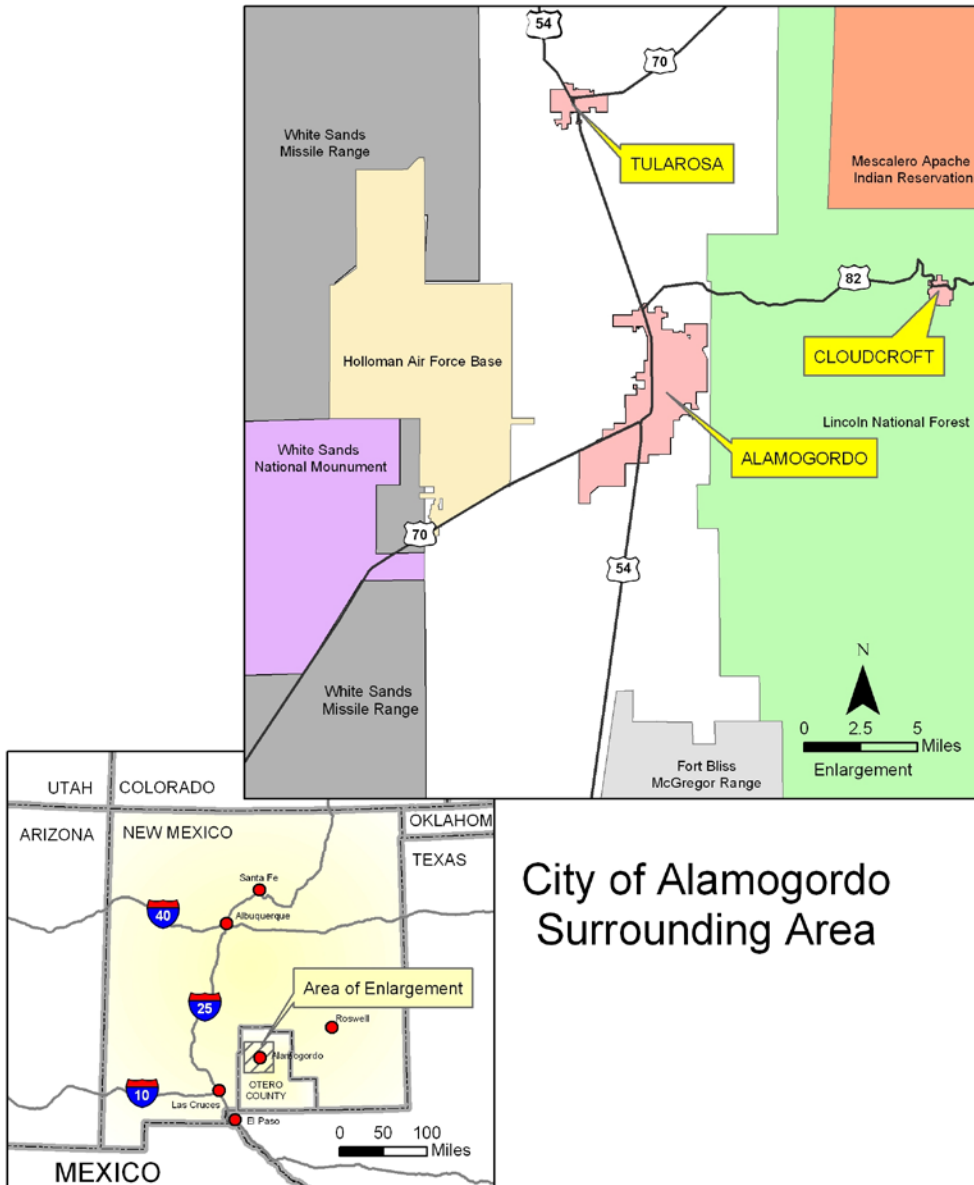 54
70
White Sands
Missile Range
TULAROSA
Mescalero Apache
Indian Reservation
82
CLOUDCROFT
Holloman Air Force Base
Lincoln National Forest
White Sands
National Mounument
ALAMOGORDO
70
54
N
0 2.5 5
Miles
Enlargement
White Sands
Missile Range
Fort Bliss
McGregor Range
UTAH
COLORADO
ARIZONA
NEW MEXICO
OKLAHOM
TEXAS
Santa Fe
40
Albuquerque
Area of Enlargement
25
Roswell
Alamogordo
OTERO
COUNTY
10
Las Cruces
El Paso
0 50 100
Miles
MEXICO
City of Alamogordo
Surrounding Area